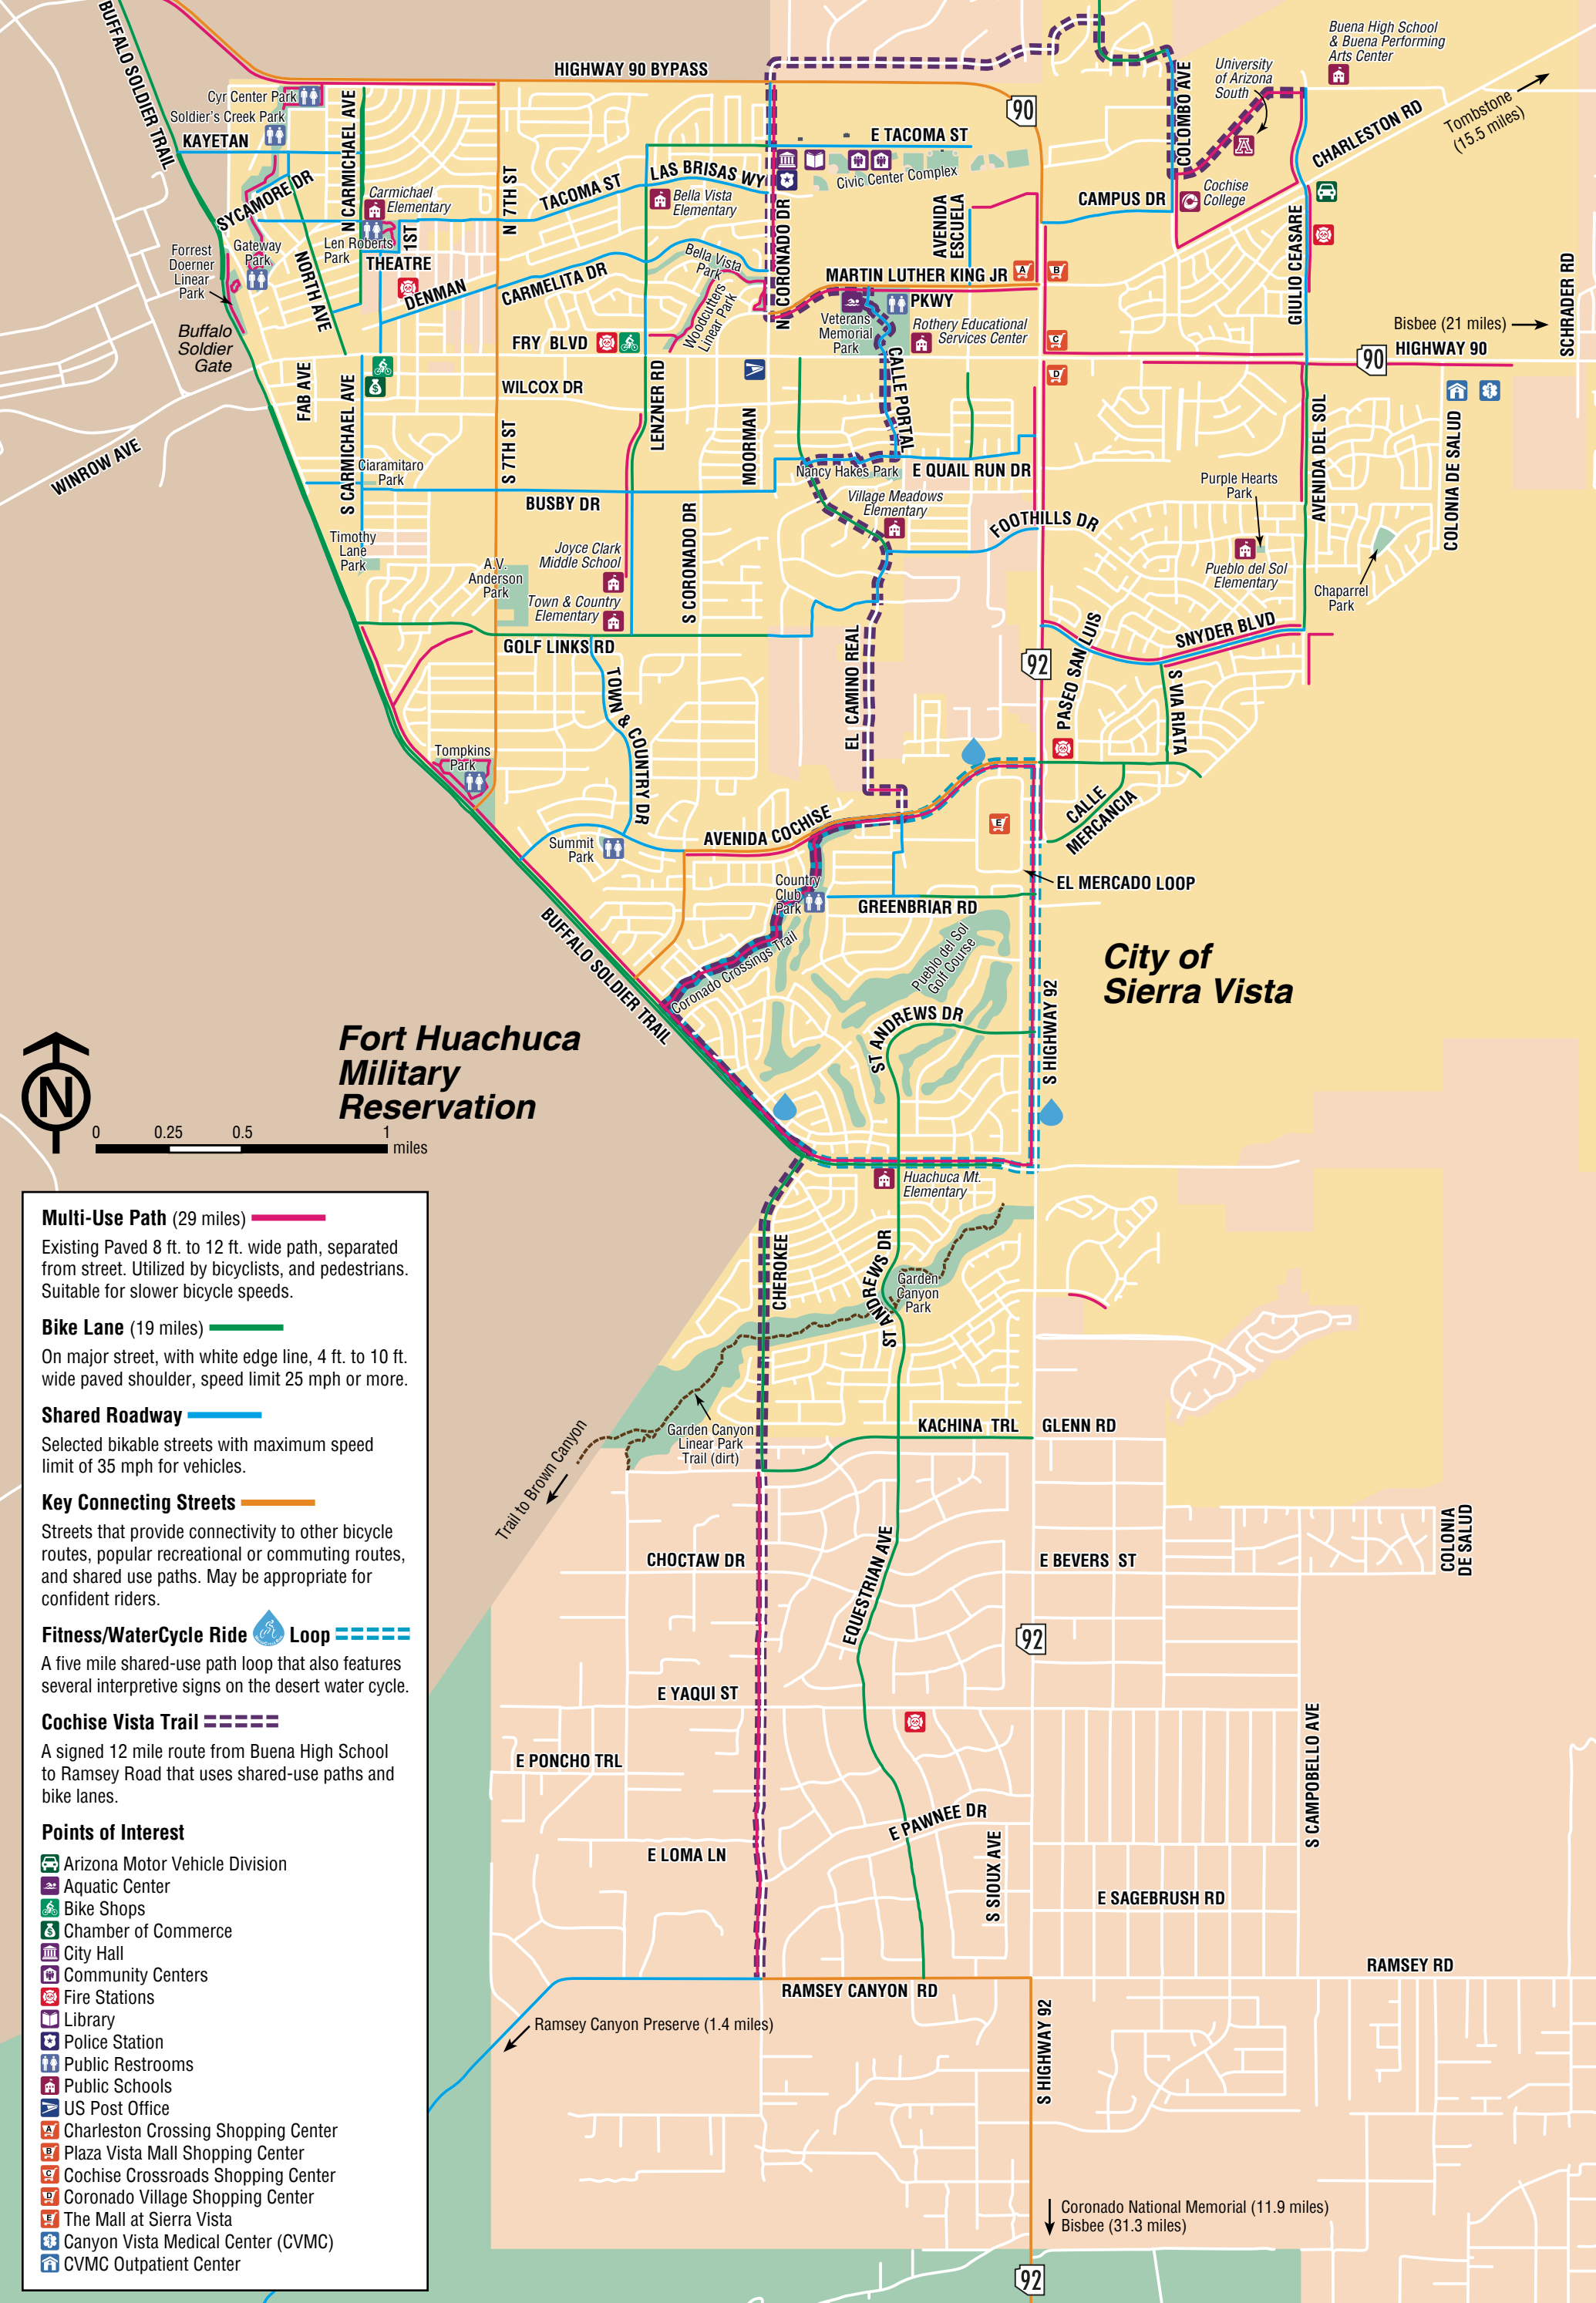 BUFFALO SOLDIER TRAIL
HIGHWAY 90 BYPASS
90
Buena High School
& Buena Performing
Arts Center
University
of Arizona
South
COLOMBO AVE
CHARLESTON RD
Tombstone
(15.5 miles)
Cyr Center Park
Soldier's Creek Park
KAYETAN
N CARMICHAEL AVE
SYCAMORE DR
Carmichael
Elementary
N 7TH ST
TACOMA ST
LAS BRISAS WY
E TACOMA ST
Civic Center Complex
Bella Vista
Elementary
AVENIDA
ESCUELA
CAMPUS DR
Cochise
College
A
Forrest
Doerner
Linear
Park
Gateway
Park
NORTH AVE
Len Roberts
Park
1ST
THEATRE
DENMAN
CARMELITA DR
Bella Vista
Park
Woodcutters
Linear Park
N CORONADO DR
MARTIN LUTHER KING JR
PKWY
A
B
C
D
GIULIO CEASARE
SCHRADER RD
Buffalo
Soldier
Gate
FRY BLVD
Veterans
Memorial
Park
Rothery Educational
Services Center
Bisbee (21 miles)
90
HIGHWAY 90
FAB AVE
S CARMICHAEL AVE
WILCOX DR
S 7TH ST
LENZNER RD
MOORMAN
CALLE PORTAL
WINROW AVE
Ciaramitaro
Park
Nancy Hakes Park
E QUAIL RUN DR
Purple Hearts
Park
AVENIDA DEL SOL
COLONIA DE SALUD
BUSBY DR
Village Meadows
Elementary
FOOTHILLS DR
Timothy
Lane
Park
A.V.
Anderson
Park
Joyce Clark
Middle School
Town & Country
Elementary
S CORONADO DR
Pueblo del Sol
Elementary
Chaparrel
Park
GOLF LINKS RD
TOWN & COUNTRY DR
EL CAMINO REAL
92
PASEO SAN LUIS
SNYDER BLVD
S VIA RIATA
Tompkins
Park
CALLE
MERCANCIA
Summit
Park
AVENIDA COCHISE
E
EL MERCADO LOOP
Country
Club
Park
GREENBRIAR RD
BUFFALO SOLDIER TRAIL
Coronado Crossings Trail
Pueblo del Sol
Golf Course
City of
Sierra Vista
ST ANDREWS DR
S HIGHWAY 92
Fort Huachuca
Military
Reservation
N
0
0.25
0.5
1
miles
Huachuca Mt.
Elementary
CHEROKEE
ST ANDREWS DR
Garden
Canyon
Park
Garden Canyon
Linear Park
Trail (dirt)
Trail to Brown Canyon
KACHINA TRL
GLENN RD
CHOCTAW DR
E BEVERS ST
COLONIA
DE SALUD
EQUESTRIAN AVE
92
E YAQUI ST
E PONCHO TRL
S CAMPOBELLO AVE
E PAWNEE DR
E LOMA LN
S SIOUX AVE
E SAGEBRUSH RD
RAMSEY RD
RAMSEY CANYON RD
Ramsey Canyon Preserve (1.4 miles)
S HIGHWAY 92
Coronado National Memorial (11.9 miles)
Bisbee (31.3 miles)
92
Multi-Use Path (29 miles)
Existing Paved 8 ft. to 12 ft. wide path, separated
from street. Utilized by bicyclists, and pedestrians.
Suitable for slower bicycle speeds.
Bike Lane (19 miles)
On major street, with white edge line, 4 ft. to 10 ft.
wide paved shoulder, speed limit 25 mph or more.
Shared Roadway
Selected bikable streets with maximum speed
limit of 35 mph for vehicles.
Key Connecting Streets
Streets that provide connectivity to other bicycle
routes, popular recreational or commuting routes,
and shared use paths. May be appropriate for
confident riders.
Fitness/WaterCycle Ride Loop
A five mile shared-use path loop that also features
several interpretive signs on the desert water cycle.
Cochise Vista Trail
A signed 12 mile route from Buena High School
to Ramsey Road that uses shared-use paths and
bike lanes.
Points of Interest
Arizona Motor Vehicle Division
Aquatic Center
Bike Shops
Chamber of Commerce
City Hall
Community Centers
Fire Stations
Library
Police Station
Public Restrooms
Public Schools
US Post Office
A Charleston Crossing Shopping Center
B Plaza Vista Mall Shopping Center
C Cochise Crossroads Shopping Center
D Coronado Village Shopping Center
E The Mall at Sierra Vista
Canyon Vista Medical Center (CVMC)
CVMC Outpatient Center